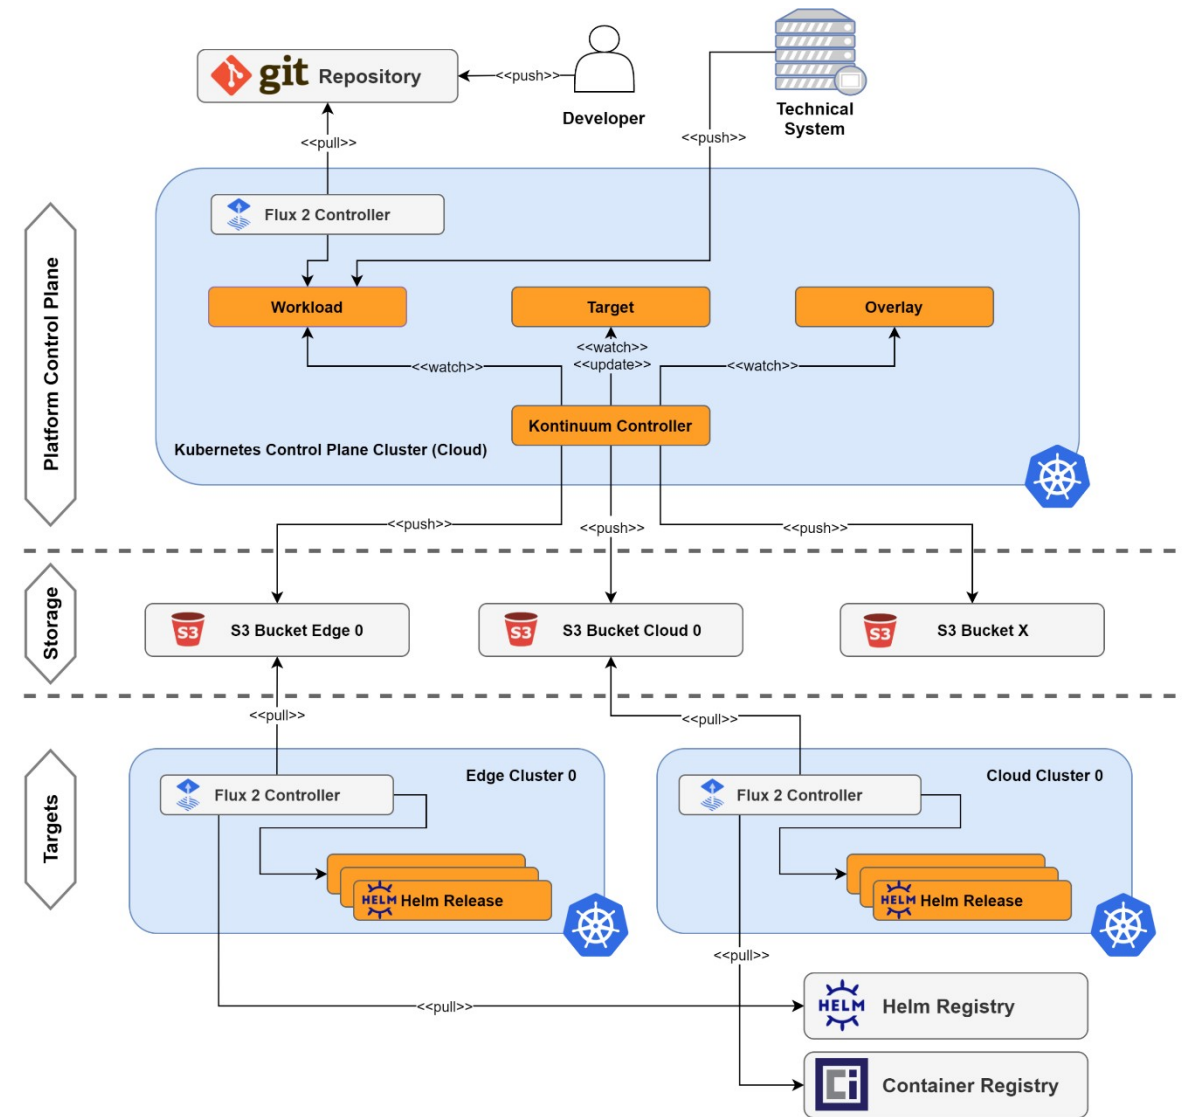 git Repository
<<push>>
Developer
Technical
System
<<pull>>
<<push>>
Platform Control Plane
Flux 2 Controller
Workload
Target
Overlay
<<watch>>
<<update>>
<<watch>>
<<watch>>
Kontinuum Controller
Kubernetes Control Plane Cluster (Cloud)
<<push>>
<<push>>
<<push>>
Storage
S3
S3 Bucket Edge 0
S3
S3 Bucket Cloud 0
S3
S3 Bucket X
<<pull>>
<<pull>>
Targets
Edge Cluster 0
Flux 2 Controller
HELM
Helm Release
Cloud Cluster 0
Flux 2 Controller
HELM
Helm Release
<<pull>>
<<pull>>
HELM
Helm Registry
Ci
Container Registry